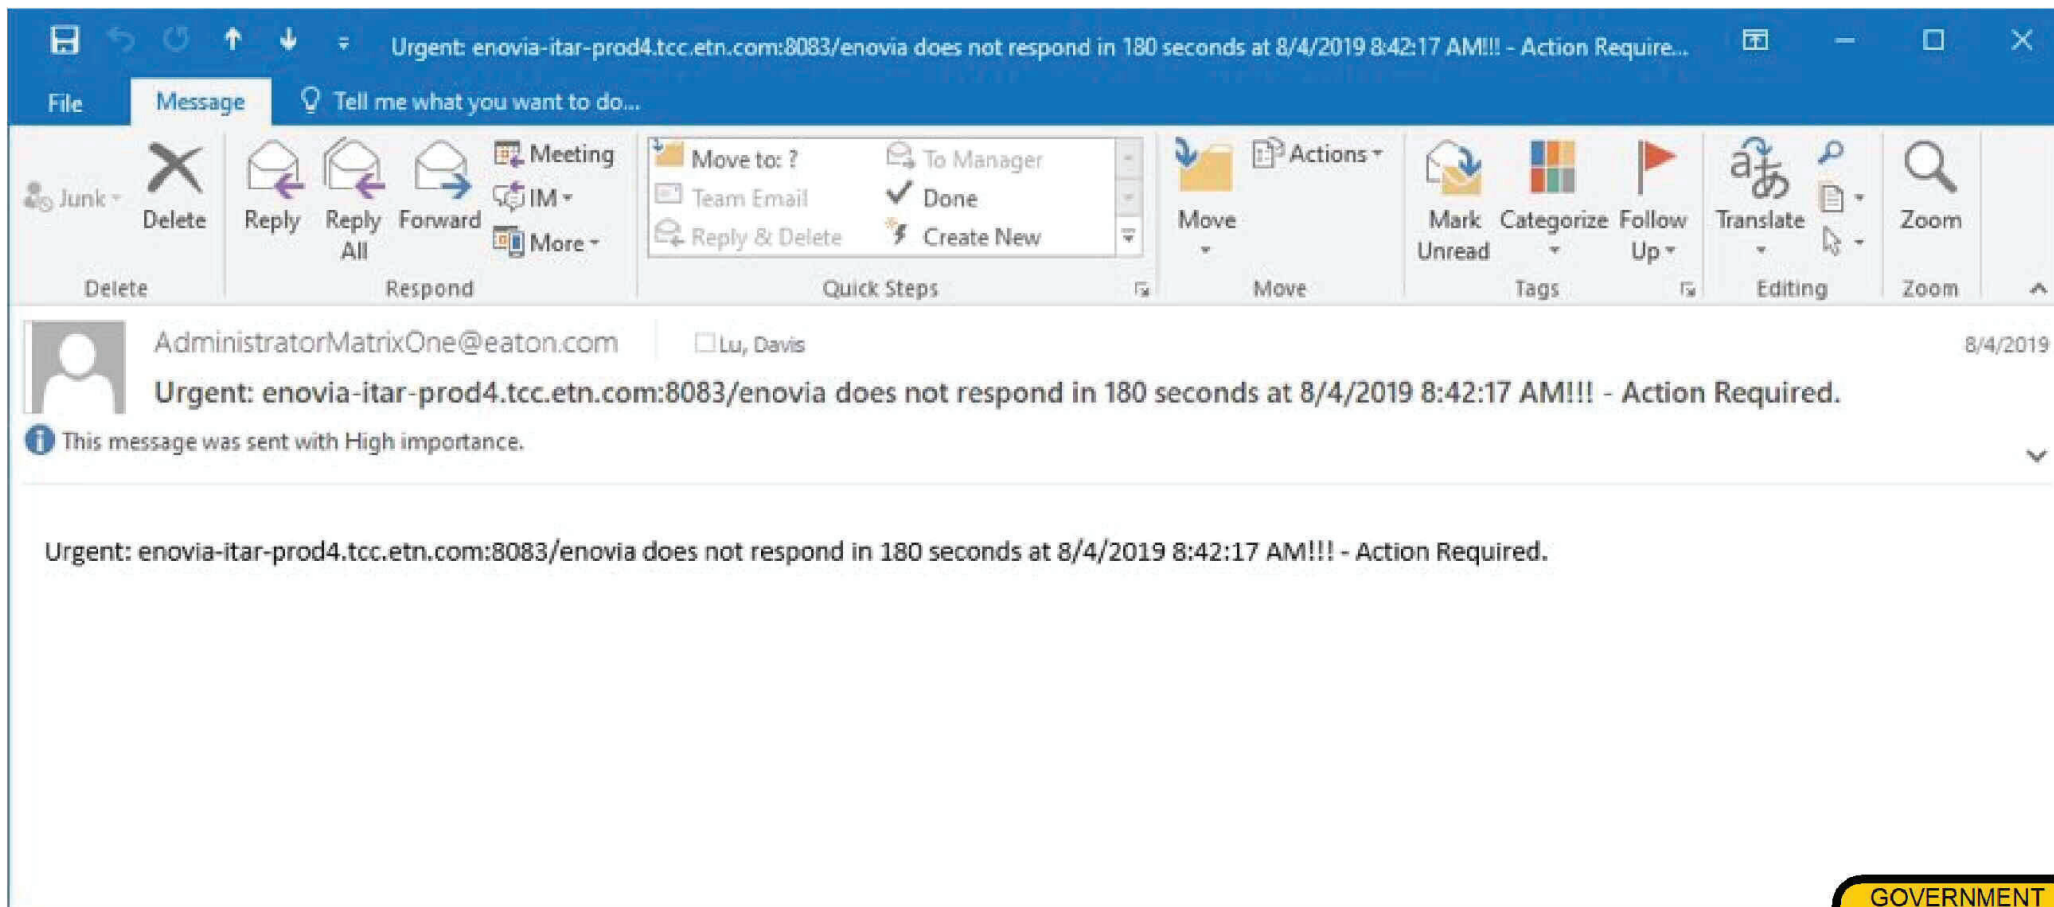 Urgent: enovia-itar-prod4.tcc.etn.com:8083/enovia does not respond in 180 seconds at 8/4/2019 8:42:17 AM!!! - Action Require...
File Message Tell me what you want to do...
Junk
Delete
Reply
Reply All
Forward
Meeting
IM
More
Move to: ?
Team Email
Reply & Delete
To Manager
Done
Create New
Move
Actions
Mark Unread
Categorize
Follow Up
Translate
Zoom
Delete Respond Quick Steps Move Tags Editing Zoom
AdministratorMatrixOne@eaton.com Lu, Davis 8/4/2019
Urgent: enovia-itar-prod4.tcc.etn.com:8083/enovia does not respond in 180 seconds at 8/4/2019 8:42:17 AM!!! - Action Required.
This message was sent with High importance.
Urgent: enovia-itar-prod4.tcc.etn.com:8083/enovia does not respond in 180 seconds at 8/4/2019 8:42:17 AM!!! - Action Required.
GOVERNMENT